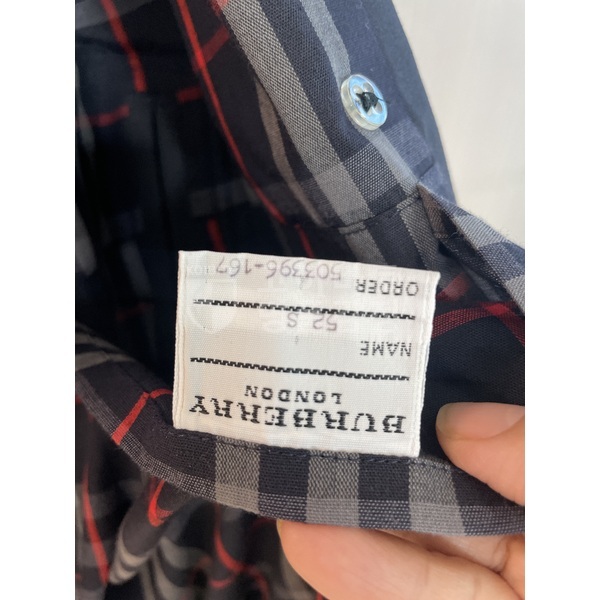 BURBERRY
LONDON
NAME
52 S
ORDER
503396-167